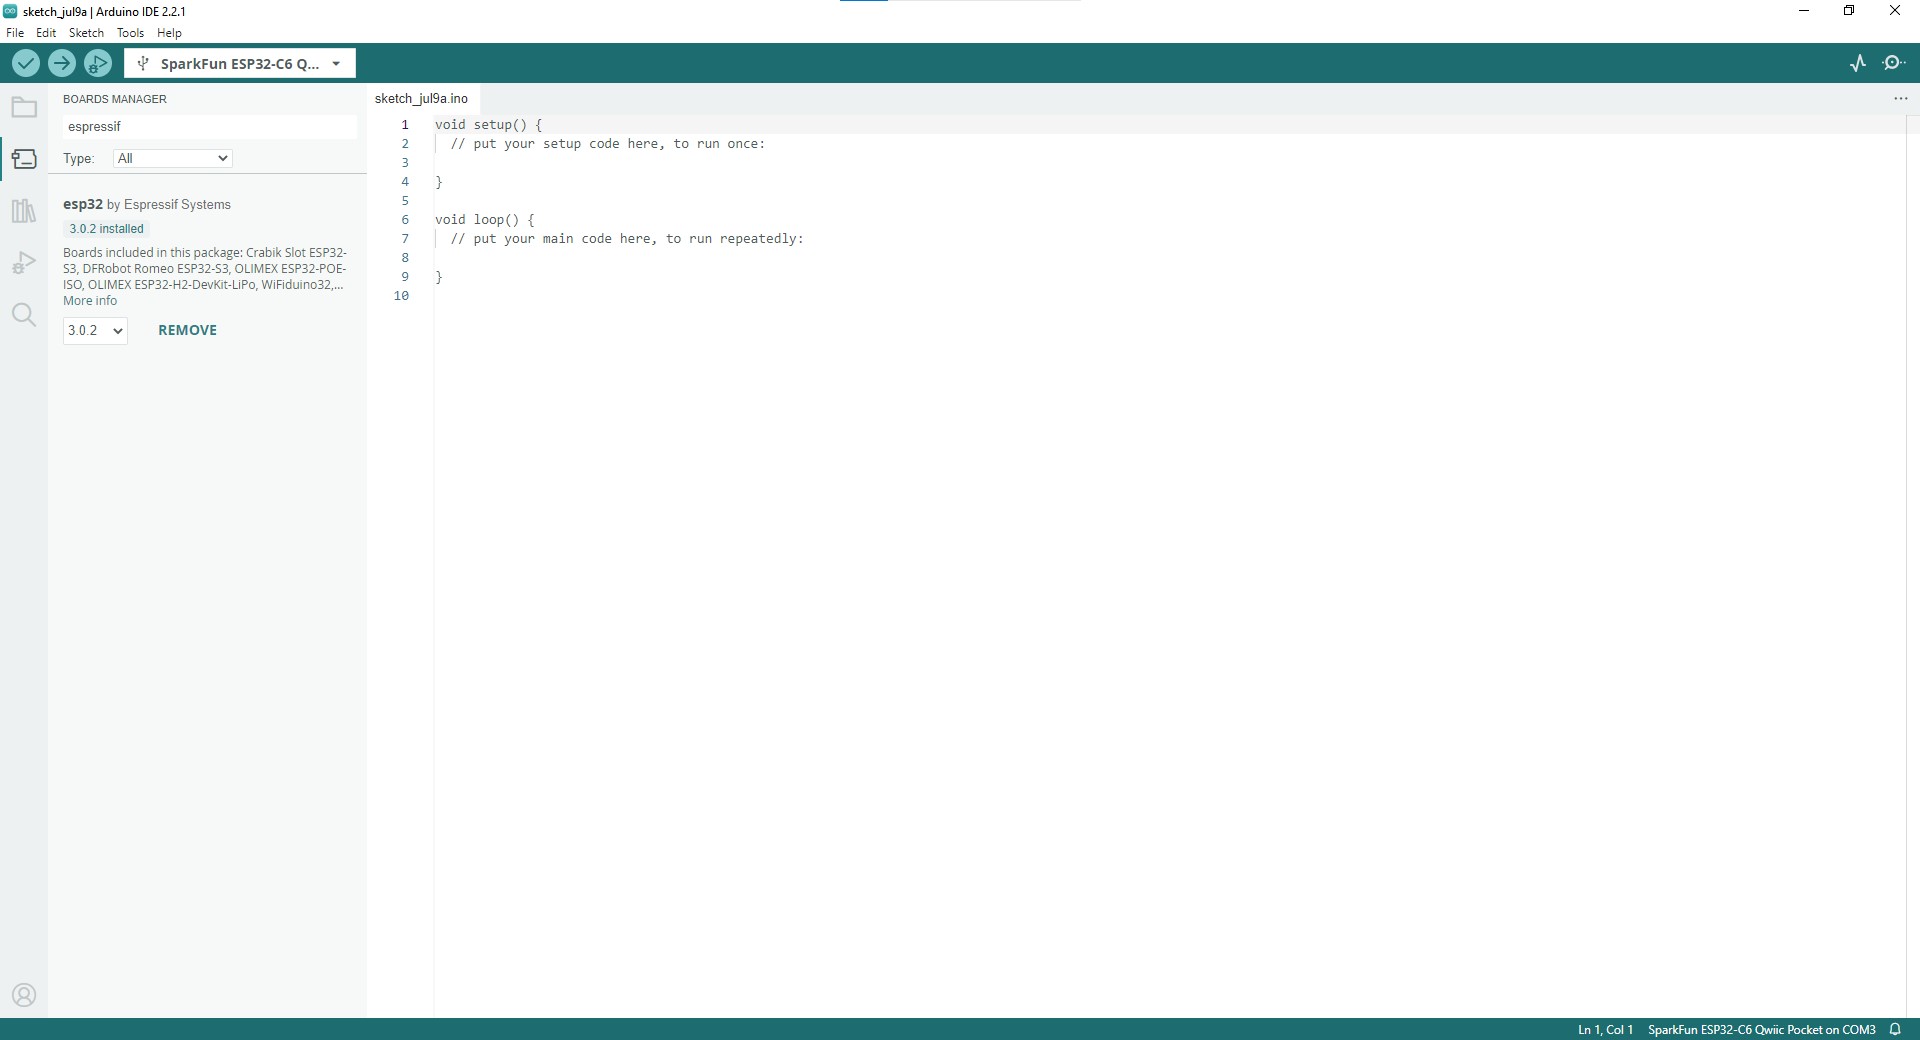 sketch_jul9a | Arduino IDE 2.2.1
File Edit Sketch Tools Help
SparkFun ESP32-C6 Q...
BOARDS MANAGER
espressif
Type: All
esp32 by Espressif Systems
3.0.2 installed
Boards included in this package: Crabik Slot ESP32-
S3, DFRobot Romeo ESP32-S3, OLIMEX ESP32-POE-
ISO, OLIMEX ESP32-H2-DevKit-LiPo, WiFiduino32,...
More info
3.0.2 REMOVE
sketch_jul9a.ino
1 void setup() {
2 // put your setup code here, to run once:
3
4 }
5
6 void loop() {
7 // put your main code here, to run repeatedly:
8
9 }
10
Ln 1, Col 1 SparkFun ESP32-C6 Qwiic Pocket on COM3